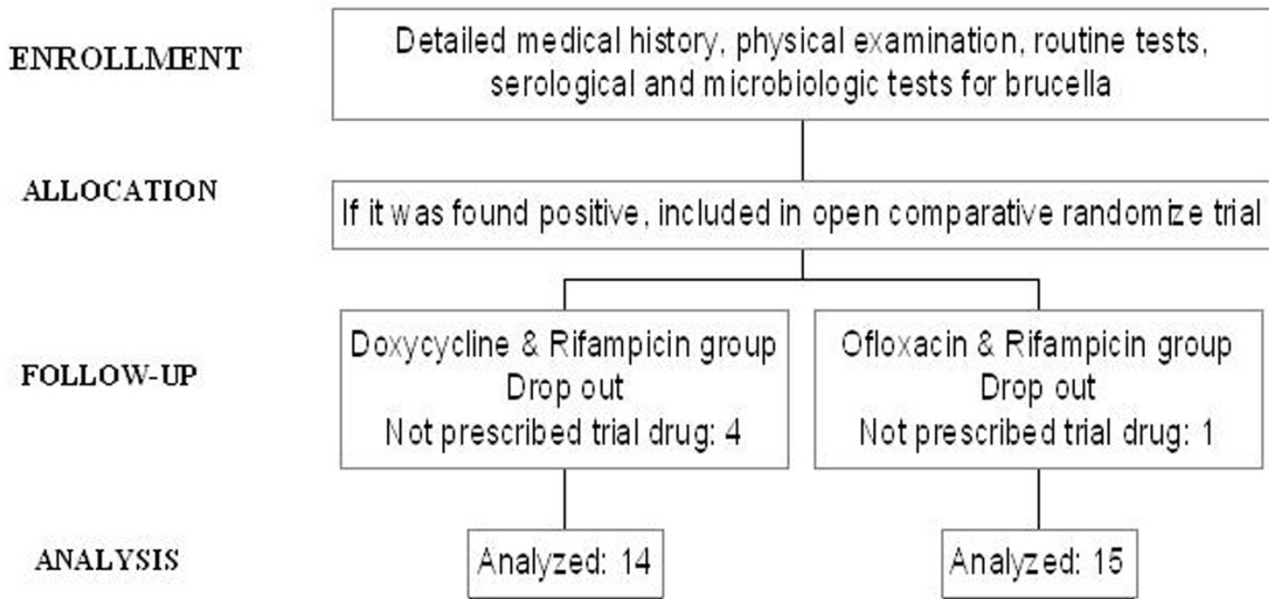 ENROLLMENT
Detailed medical history, physical examination, routine tests,
serological and microbiologic tests for brucella
ALLOCATION
If it was found positive, included in open comparative randomize trial
FOLLOW-UP
Doxycycline & Rifampicin group
Drop out
Not prescribed trial drug: 4
Ofloxacin & Rifampicin group
Drop out
Not prescribed trial drug: 1
ANALYSIS
Analyzed: 14
Analyzed: 15